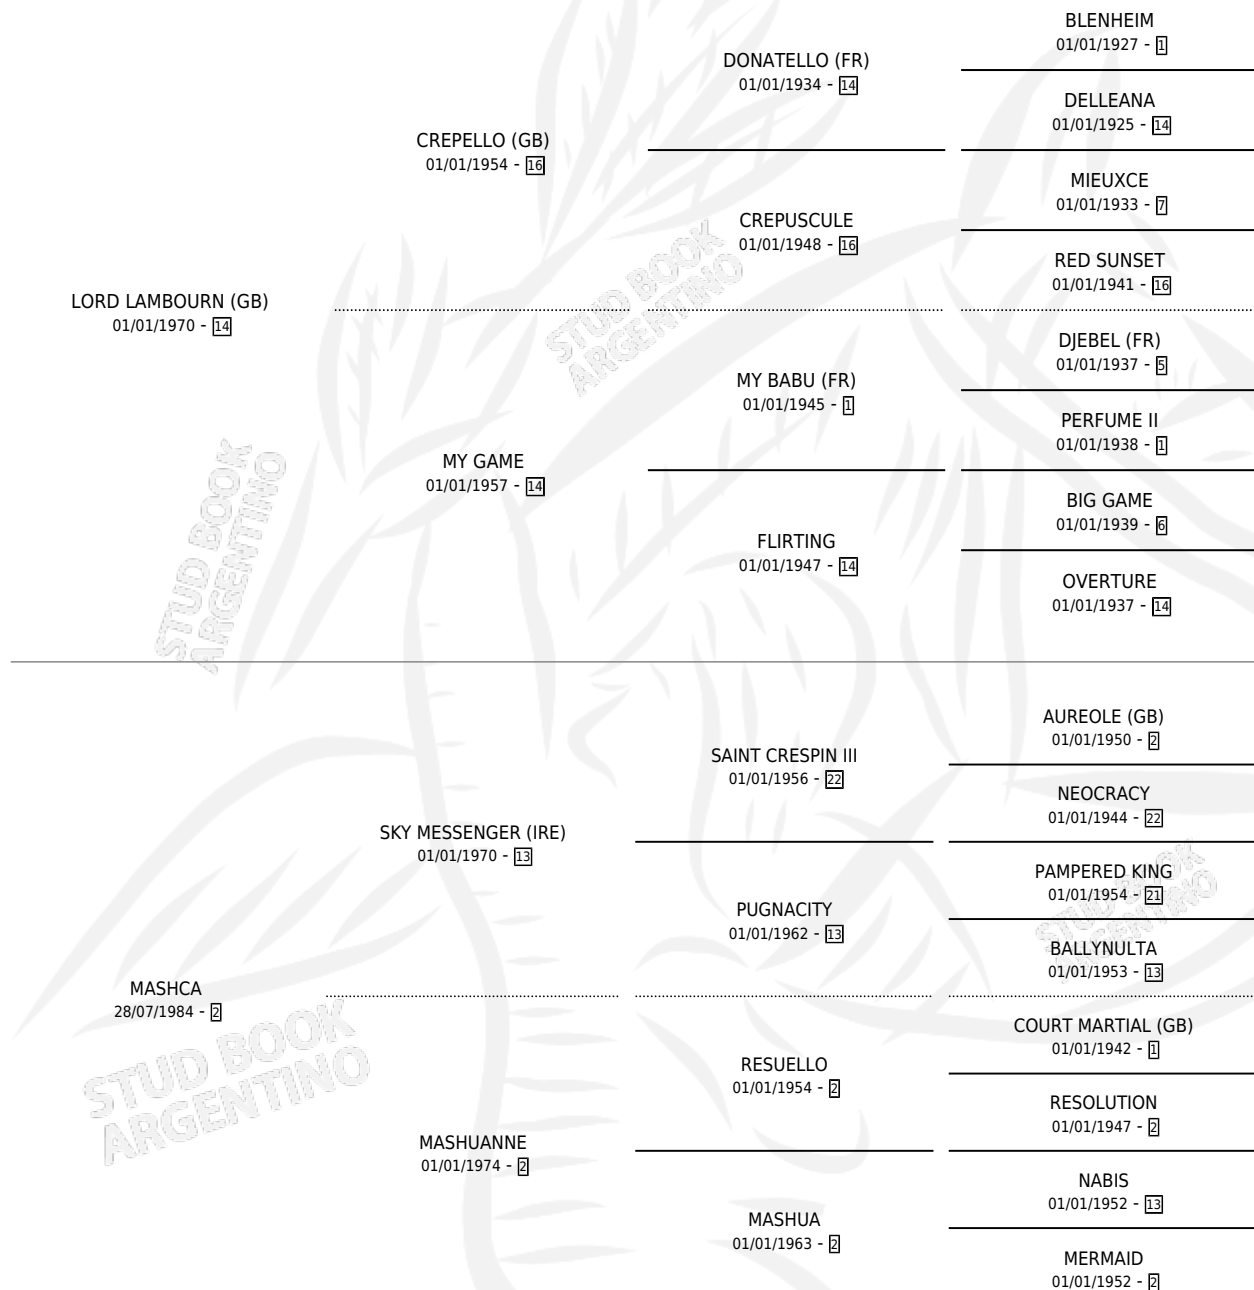 BLENHEIM
01/01/1927 - 1
DONATELLO (FR)
01/01/1934 - 14
DELLEANA
01/01/1925 - 14
CREPELLO (GB)
01/01/1954 - 16
MIEUXCE
01/01/1933 - 7
CREPUSCULE
01/01/1948 - 16
RED SUNSET
01/01/1941 - 16
LORD LAMBOURN (GB)
01/01/1970 - 14
DJEBEL (FR)
01/01/1937 - 5
MY BABU (FR)
01/01/1945 - 1
PERFUME II
01/01/1938 - 1
MY GAME
01/01/1957 - 14
BIG GAME
01/01/1939 - 6
FLIRTING
01/01/1947 - 14
OVERTURE
01/01/1937 - 14
AUREOLE (GB)
01/01/1950 - 2
SAINT CRESPIN III
01/01/1956 - 22
NEOCRACY
01/01/1944 - 22
SKY MESSENGER (IRE)
01/01/1970 - 13
PAMPERED KING
01/01/1954 - 21
PUGNACITY
01/01/1962 - 13
BALLYNULTA
01/01/1953 - 13
MASHCA
28/07/1984 - 2
COURT MARTIAL (GB)
01/01/1942 - 1
RESUELLO
01/01/1954 - 2
RESOLUTION
01/01/1947 - 2
MASHUANNE
01/01/1974 - 2
NABIS
01/01/1952 - 13
MASHUA
01/01/1963 - 2
MERMAID
01/01/1952 - 2
STUD BOOK
ARGENTINO
STUD BOOK
ARGENTINO
STUD BOOK
ARGENTINO
STUD BOOK
ARGENTINO